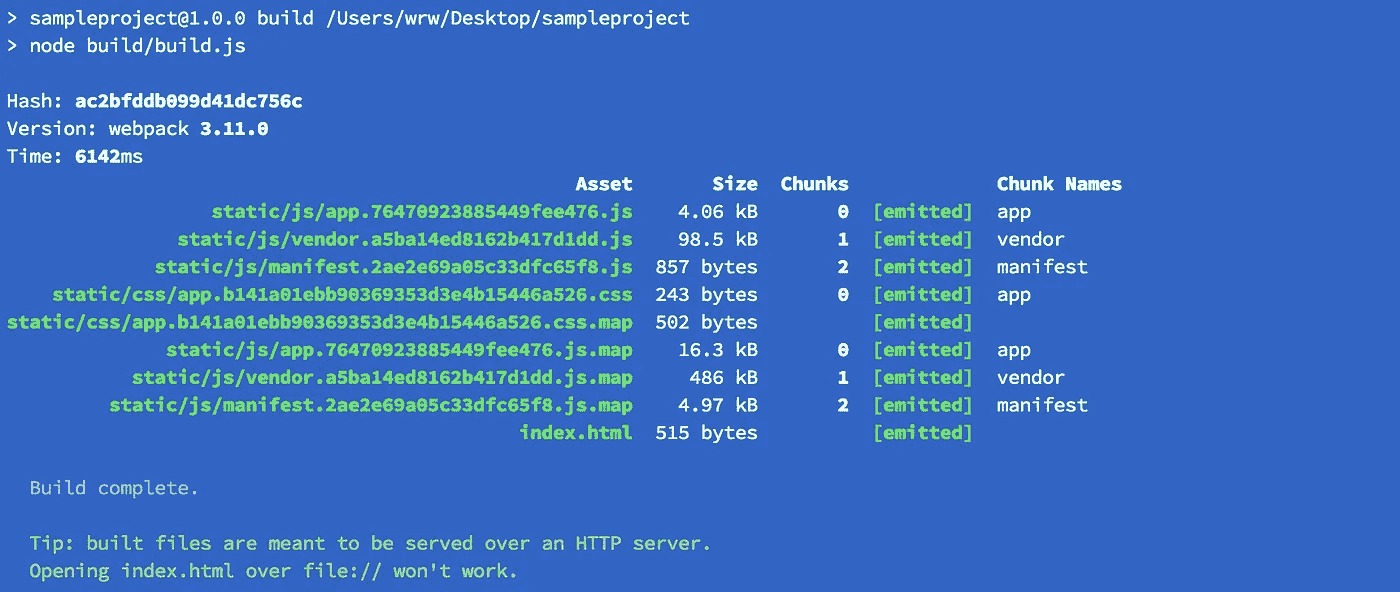 > sampleproject@1.0.0 build /Users/wrw/Desktop/sampleproject
> node build/build.js
Hash: ac2bfddb099d41dc756c
Version: webpack 3.11.0
Time: 6142ms
Asset Size Chunks Chunk Names
static/js/app.76470923885449fee476.js 4.06 kB 0 [emitted] app
static/js/vendor.a5ba14ed8162b417d1dd.js 98.5 kB 1 [emitted] vendor
static/js/manifest.2ae2e69a05c33dfc65f8.js 857 bytes 2 [emitted] manifest
static/css/app.b141a01ebb90369353d3e4b15446a526.css 243 bytes 0 [emitted] app
static/css/app.b141a01ebb90369353d3e4b15446a526.css.map 502 bytes [emitted]
static/js/app.76470923885449fee476.js.map 16.3 kB 0 [emitted] app
static/js/vendor.a5ba14ed8162b417d1dd.js.map 486 kB 1 [emitted] vendor
static/js/manifest.2ae2e69a05c33dfc65f8.js.map 4.97 kB 2 [emitted] manifest
index.html 515 bytes [emitted]
Build complete.
Tip: built files are meant to be served over an HTTP server.
Opening index.html over file:// won't work.